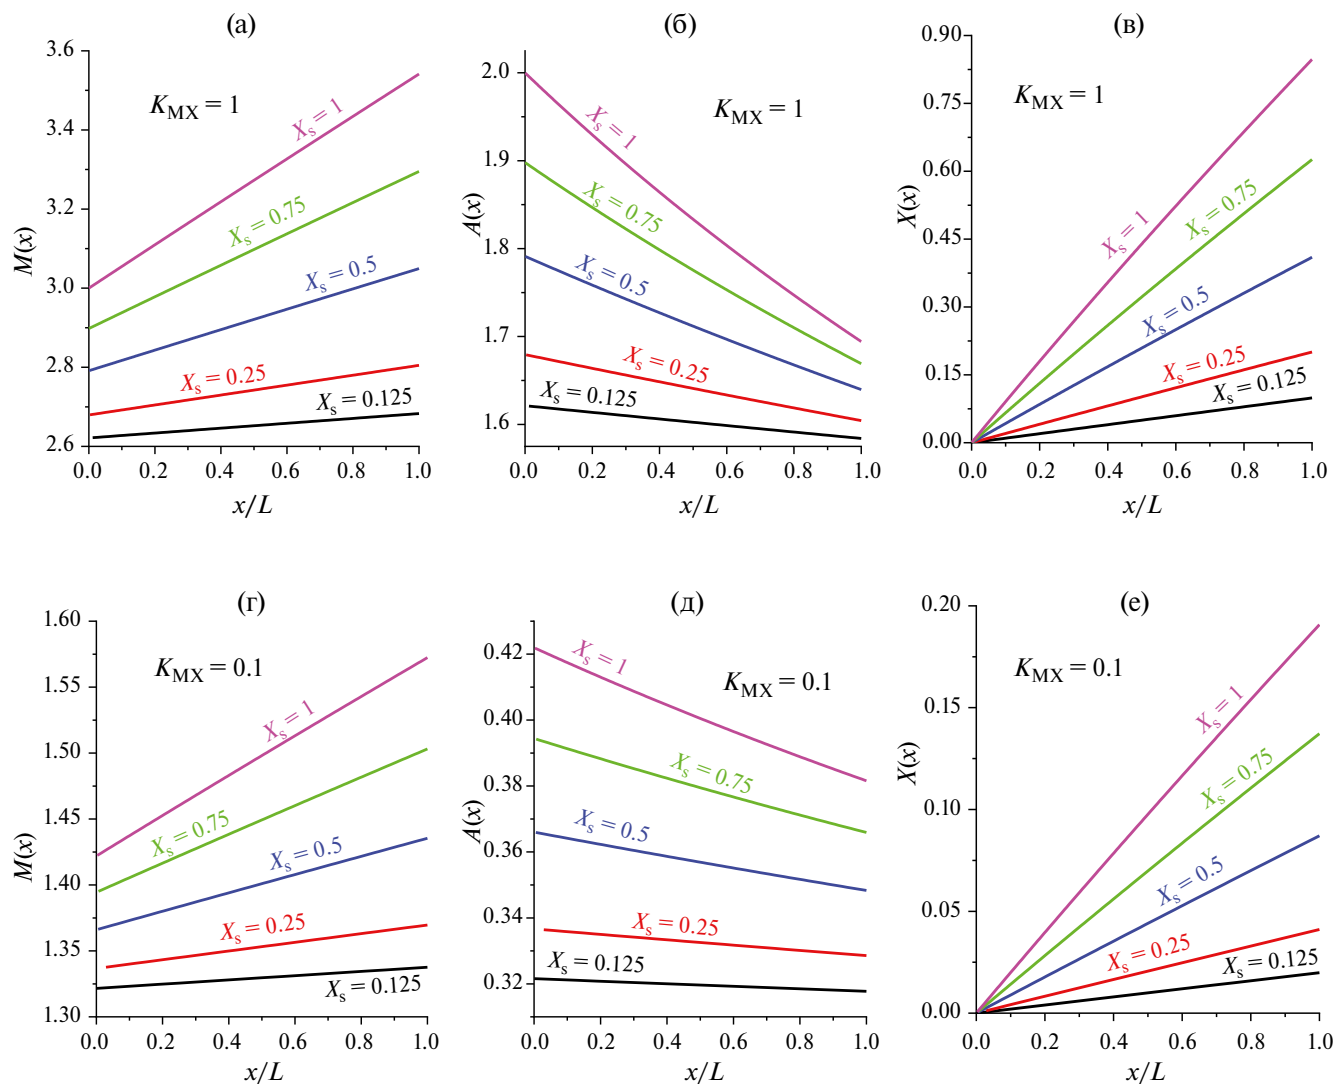 (а)
3.6
3.4
3.2
3.0
2.8
2.6
M(x)
K_MX = 1
X_s = 1
X_s = 0.75
X_s = 0.5
X_s = 0.25
X_s = 0.125
0.0 0.2 0.4 0.6 0.8 1.0
x/L
(б)
2.0
1.9
1.8
1.7
1.6
A(x)
K_MX = 1
X_s = 1
X_s = 0.75
X_s = 0.5
X_s = 0.25
X_s = 0.125
0.0 0.2 0.4 0.6 0.8 1.0
x/L
(в)
0.90
0.75
0.60
0.45
0.30
0.15
0.00
X(x)
K_MX = 1
X_s = 1
X_s = 0.75
X_s = 0.5
X_s = 0.25
X_s = 0.125
0.0 0.2 0.4 0.6 0.8 1.0
x/L
(г)
1.60
1.55
1.50
1.45
1.40
1.35
1.30
M(x)
K_MX = 0.1
X_s = 1
X_s = 0.75
X_s = 0.5
X_s = 0.25
X_s = 0.125
0.0 0.2 0.4 0.6 0.8 1.0
x/L
(д)
0.42
0.40
0.38
0.36
0.34
0.32
A(x)
K_MX = 0.1
X_s = 1
X_s = 0.75
X_s = 0.5
X_s = 0.25
X_s = 0.125
0.0 0.2 0.4 0.6 0.8 1.0
x/L
(е)
0.20
0.15
0.10
0.05
0.00
X(x)
K_MX = 0.1
X_s = 1
X_s = 0.75
X_s = 0.5
X_s = 0.25
X_s = 0.125
0.0 0.2 0.4 0.6 0.8 1.0
x/L